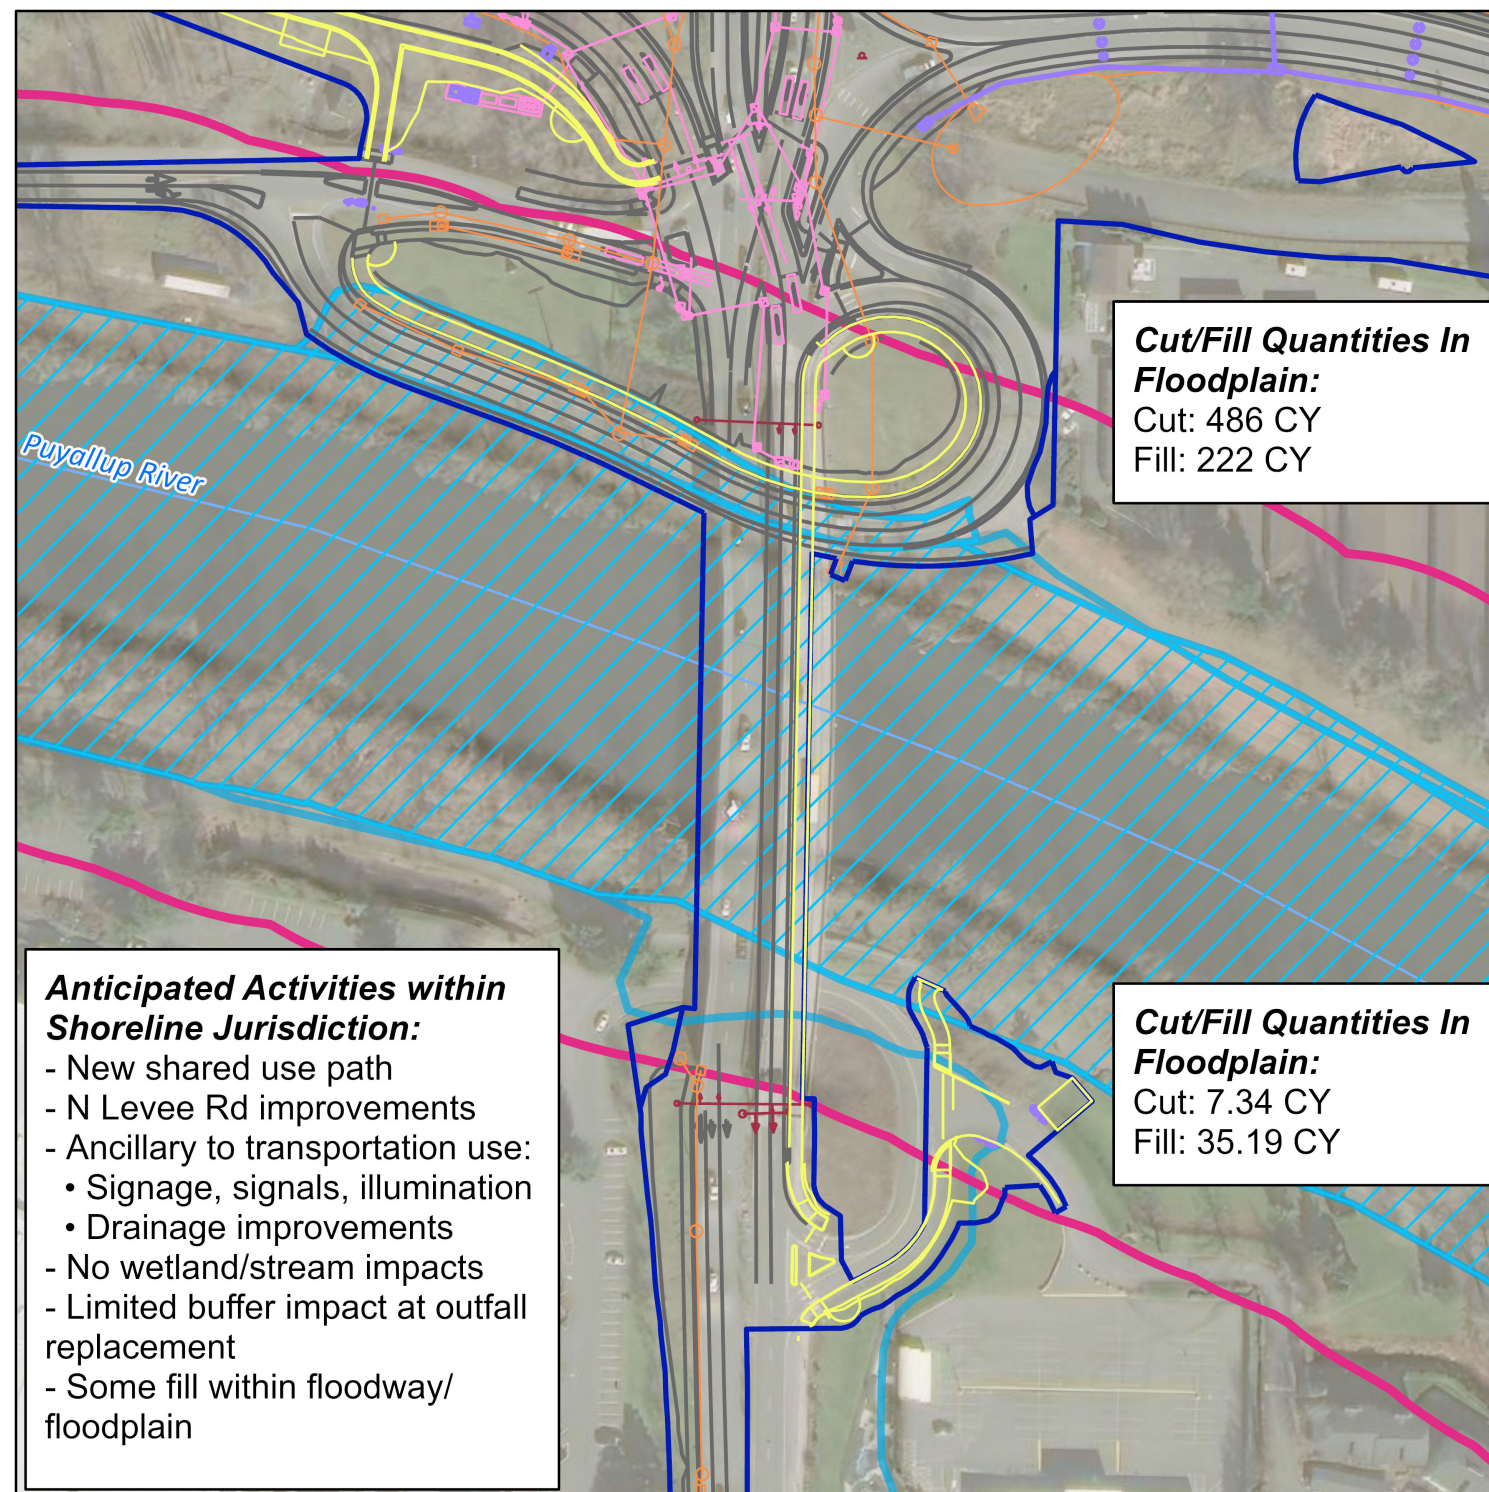 Cut/Fill Quantities In
Floodplain:
Cut: 486 CY
Fill: 222 CY
Puyallup River
Anticipated Activities within
Shoreline Jurisdiction:
- New shared use path
- N Levee Rd improvements
- Ancillary to transportation use:
• Signage, signals, illumination
• Drainage improvements
- No wetland/stream impacts
- Limited buffer impact at outfall
replacement
- Some fill within floodway/
floodplain
Cut/Fill Quantities In
Floodplain:
Cut: 7.34 CY
Fill: 35.19 CY